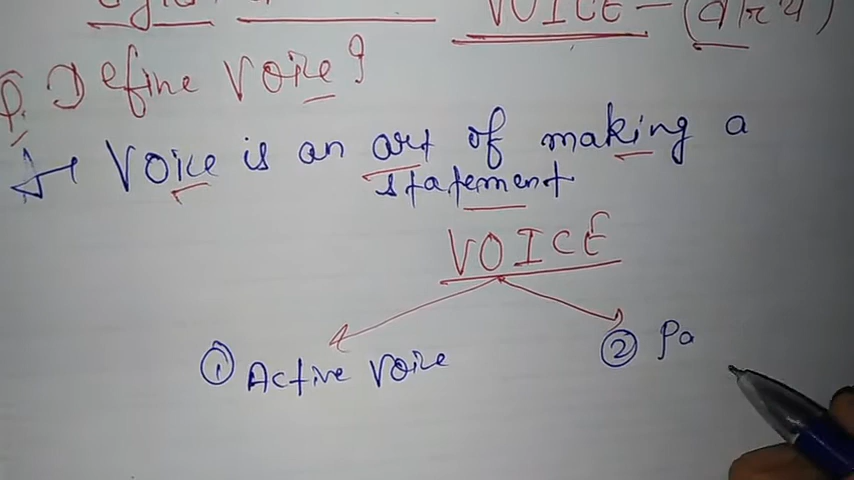 VOICE - (
Q. Define Voice?
Voice is an art of making a
statement
VOICE
① Active Voice ② Pa